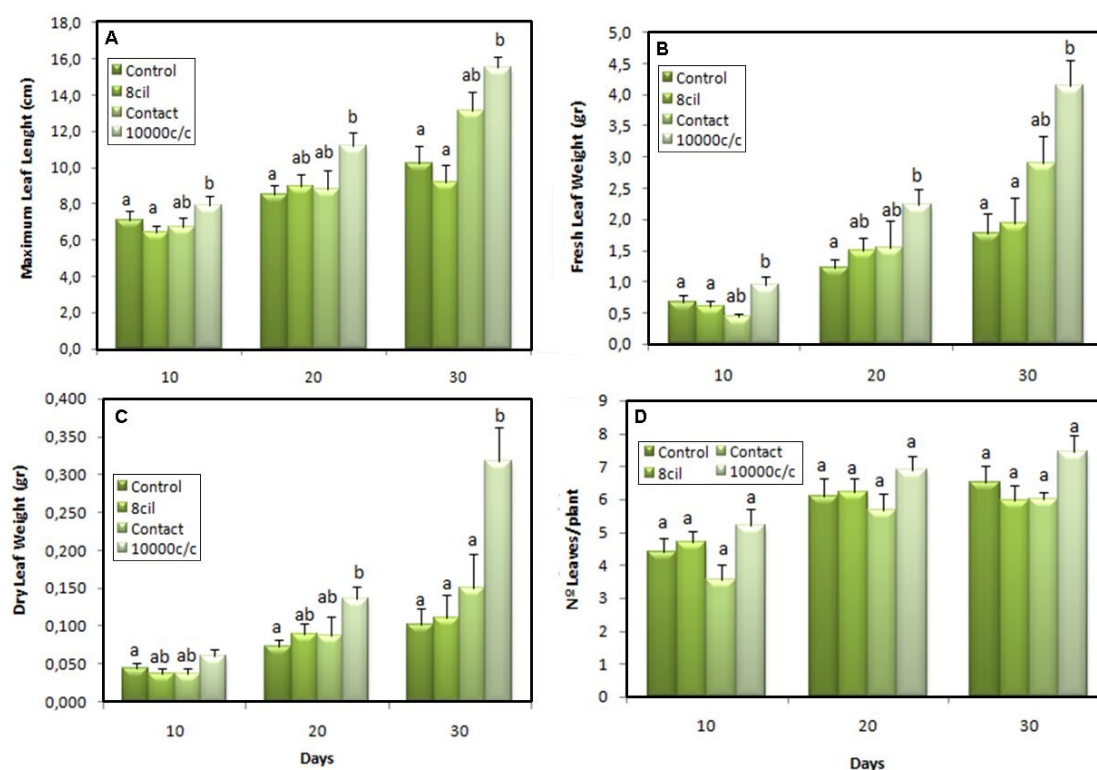 A
Maximum Leaf Lenght (cm)
18,0
16,0
14,0
12,0
10,0
8,0
6,0
4,0
2,0
0,0
Control
8cil
Contact
10000c/c
a a ab b
a ab ab b
a a ab b
10 20 30
B
Fresh Leaf Weight (gr)
5,0
4,5
4,0
3,5
3,0
2,5
2,0
1,5
1,0
0,5
0,0
Control
8cil
Contact
10000c/c
a a ab b
a ab ab b
a a ab b
10 20 30
C
Dry Leaf Weight (gr)
0,400
0,350
0,300
0,250
0,200
0,150
0,100
0,050
0,000
Control
8cil
Contact
10000c/c
a ab ab
a ab ab b
a a a b
10 20 30
Days
D
Nº Leaves/plant
9
8
7
6
5
4
3
2
1
0
Control Contact
8cil 10000c/c
a a a a
a a a a
a a a a
10 20 30
Days